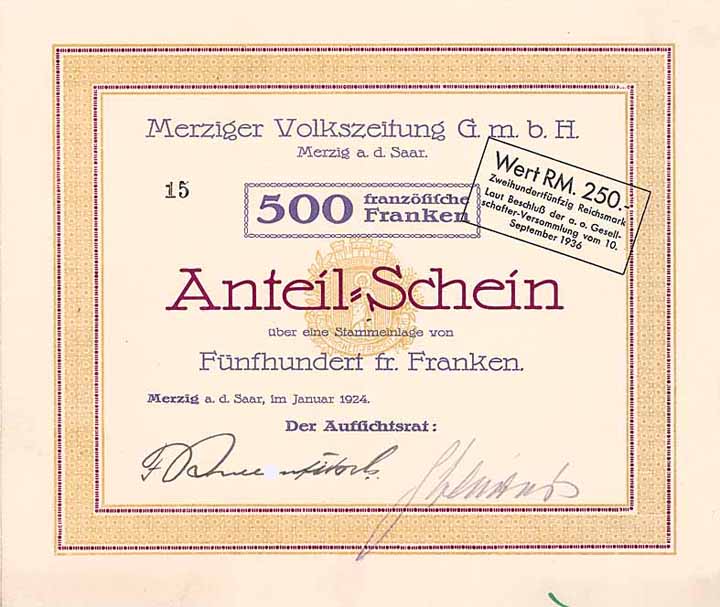 Merziger Volkszeitung G. m. b. H.
Merzig a. d. Saar.
15
500 französische Franken
Wert RM. 250.-
Zweihundertfünfzig Reichsmark
Laut Beschluß der a. o. Gesell-
schafter-Versammlung vom 10.
September 1936
Anteil-Schein
über eine Stammeinlage von
Fünfhundert fr. Franken.
Merzig a. d. Saar, im Januar 1924.
Der Aufsichtsrat: